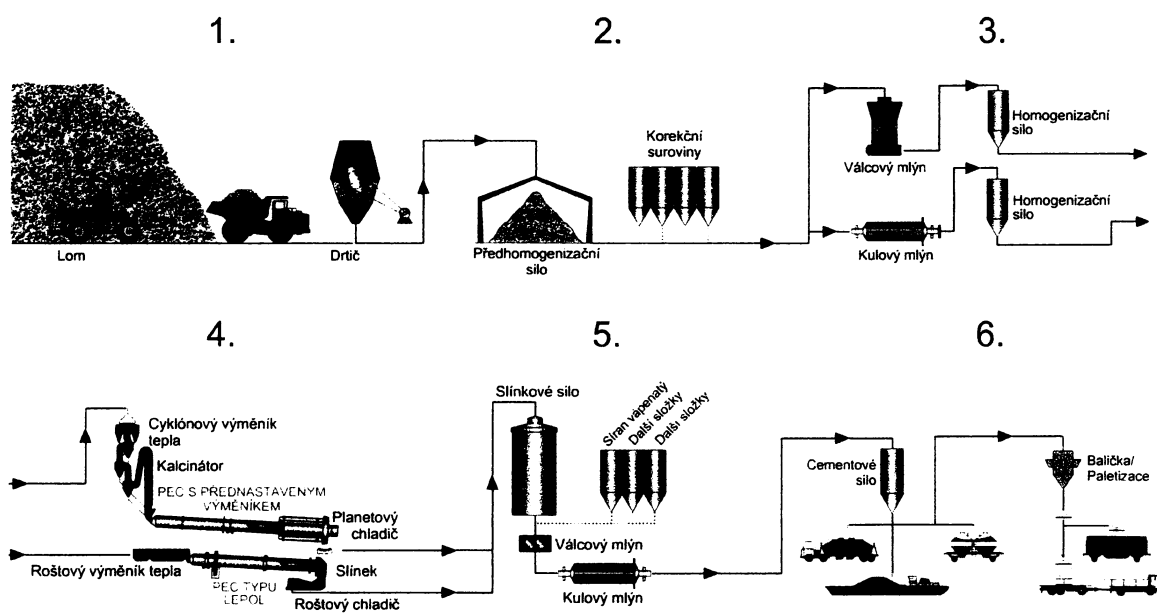 1.
2.
3.
Lom
Drtič
Předhomogenizační
silo
Korekční
suroviny
Válcový mlýn
Homogenizační
silo
Kulový mlýn
Homogenizační
silo
4.
5.
6.
Cyklónový výměník
tepla
Kalcinátor
PEC S PŘEDNASTAVENYM
VÝMĚNÍKEM
Planetový
chladič
Roštový výměník tepla
PEC TYPU
LEPOL
Slínek
Roštový chladič
Slínkové silo
Síran vápenatý
Další složky
Další složky
Válcový mlýn
Kulový mlýn
Cementové
silo
Balička/
Paletizace